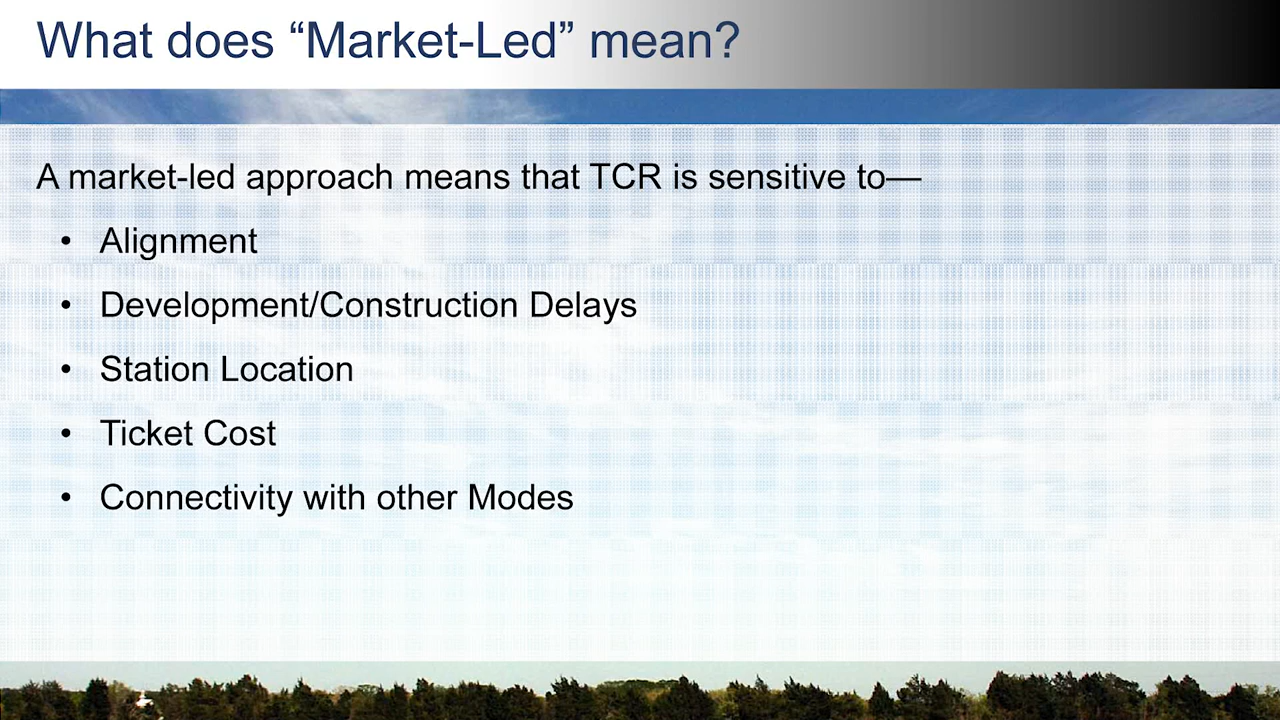 What does “Market-Led” mean?
A market-led approach means that TCR is sensitive to—
• Alignment
• Development/Construction Delays
• Station Location
• Ticket Cost
• Connectivity with other Modes